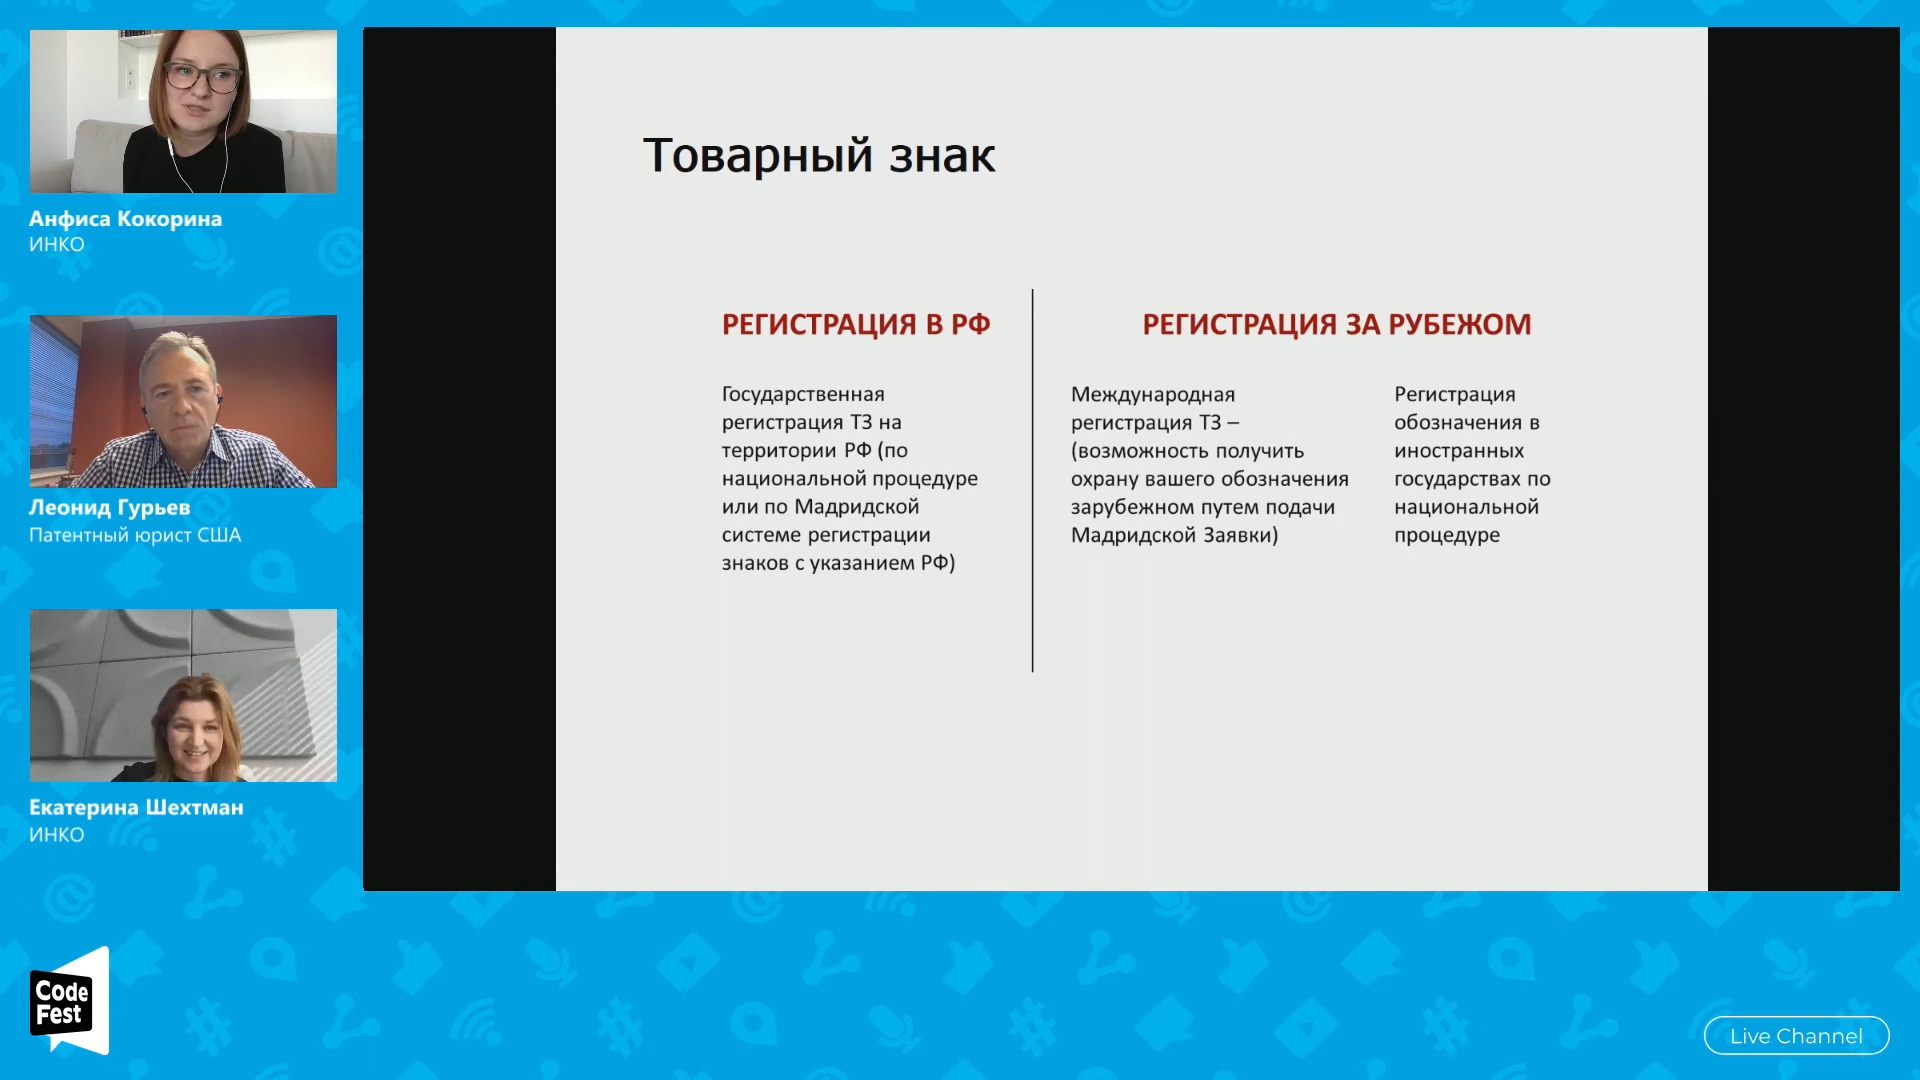 Анфиса Кокорина
ИНКО
Леонид Гурьев
Патентный юрист США
Екатерина Шехтман
ИНКО
Товарный знак
РЕГИСТРАЦИЯ В РФ
Государственная
регистрация ТЗ на
территории РФ (по
национальной процедуре
или по Мадридской
системе регистрации
знаков с указанием РФ)
РЕГИСТРАЦИЯ ЗА РУБЕЖОМ
Международная
регистрация ТЗ –
(возможность получить
охрану вашего обозначения
зарубежном путем подачи
Мадридской Заявки)
Регистрация
обозначения в
иностранных
государствах по
национальной
процедуре
Code
Fest
Live Channel